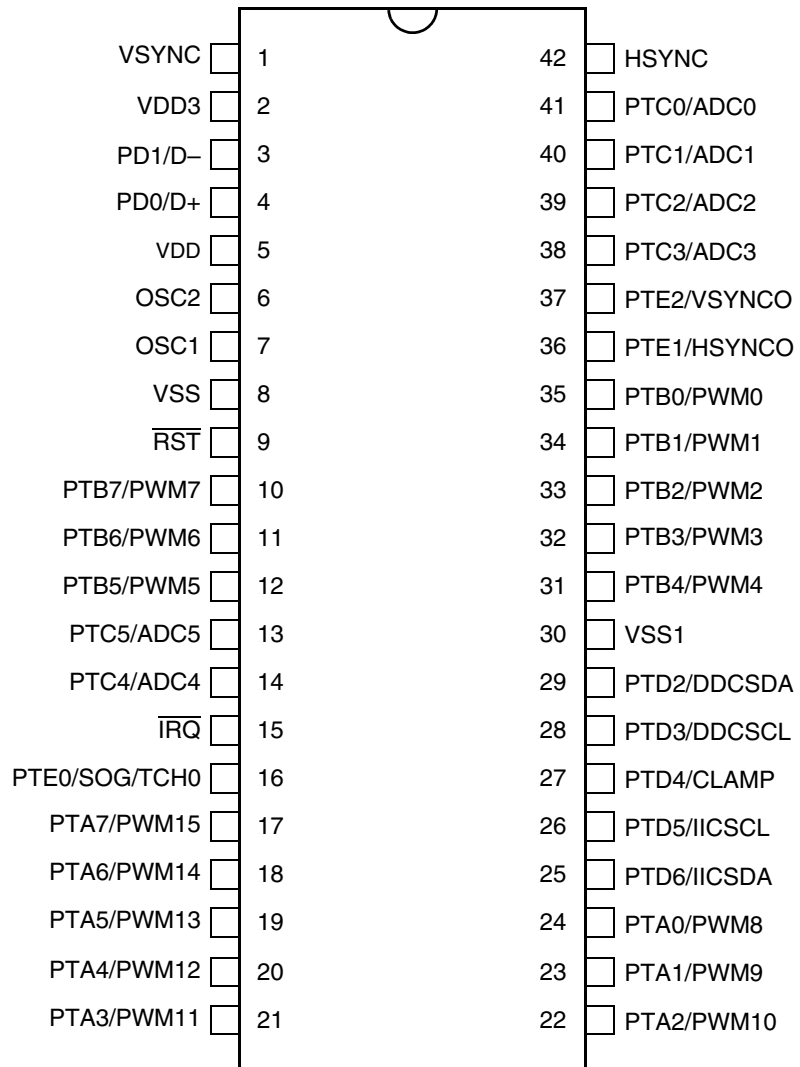 VSYNC 1 42 HSYNC
VDD3 2 41 PTC0/ADC0
PD1/D– 3 40 PTC1/ADC1
PD0/D+ 4 39 PTC2/ADC2
VDD 5 38 PTC3/ADC3
OSC2 6 37 PTE2/VSYNCO
OSC1 7 36 PTE1/HSYNCO
VSS 8 35 PTB0/PWM0
RST 9 34 PTB1/PWM1
PTB7/PWM7 10 33 PTB2/PWM2
PTB6/PWM6 11 32 PTB3/PWM3
PTB5/PWM5 12 31 PTB4/PWM4
PTC5/ADC5 13 30 VSS1
PTC4/ADC4 14 29 PTD2/DDCSDA
IRQ 15 28 PTD3/DDCSCL
PTE0/SOG/TCH0 16 27 PTD4/CLAMP
PTA7/PWM15 17 26 PTD5/IICSCL
PTA6/PWM14 18 25 PTD6/IICSDA
PTA5/PWM13 19 24 PTA0/PWM8
PTA4/PWM12 20 23 PTA1/PWM9
PTA3/PWM11 21 22 PTA2/PWM10